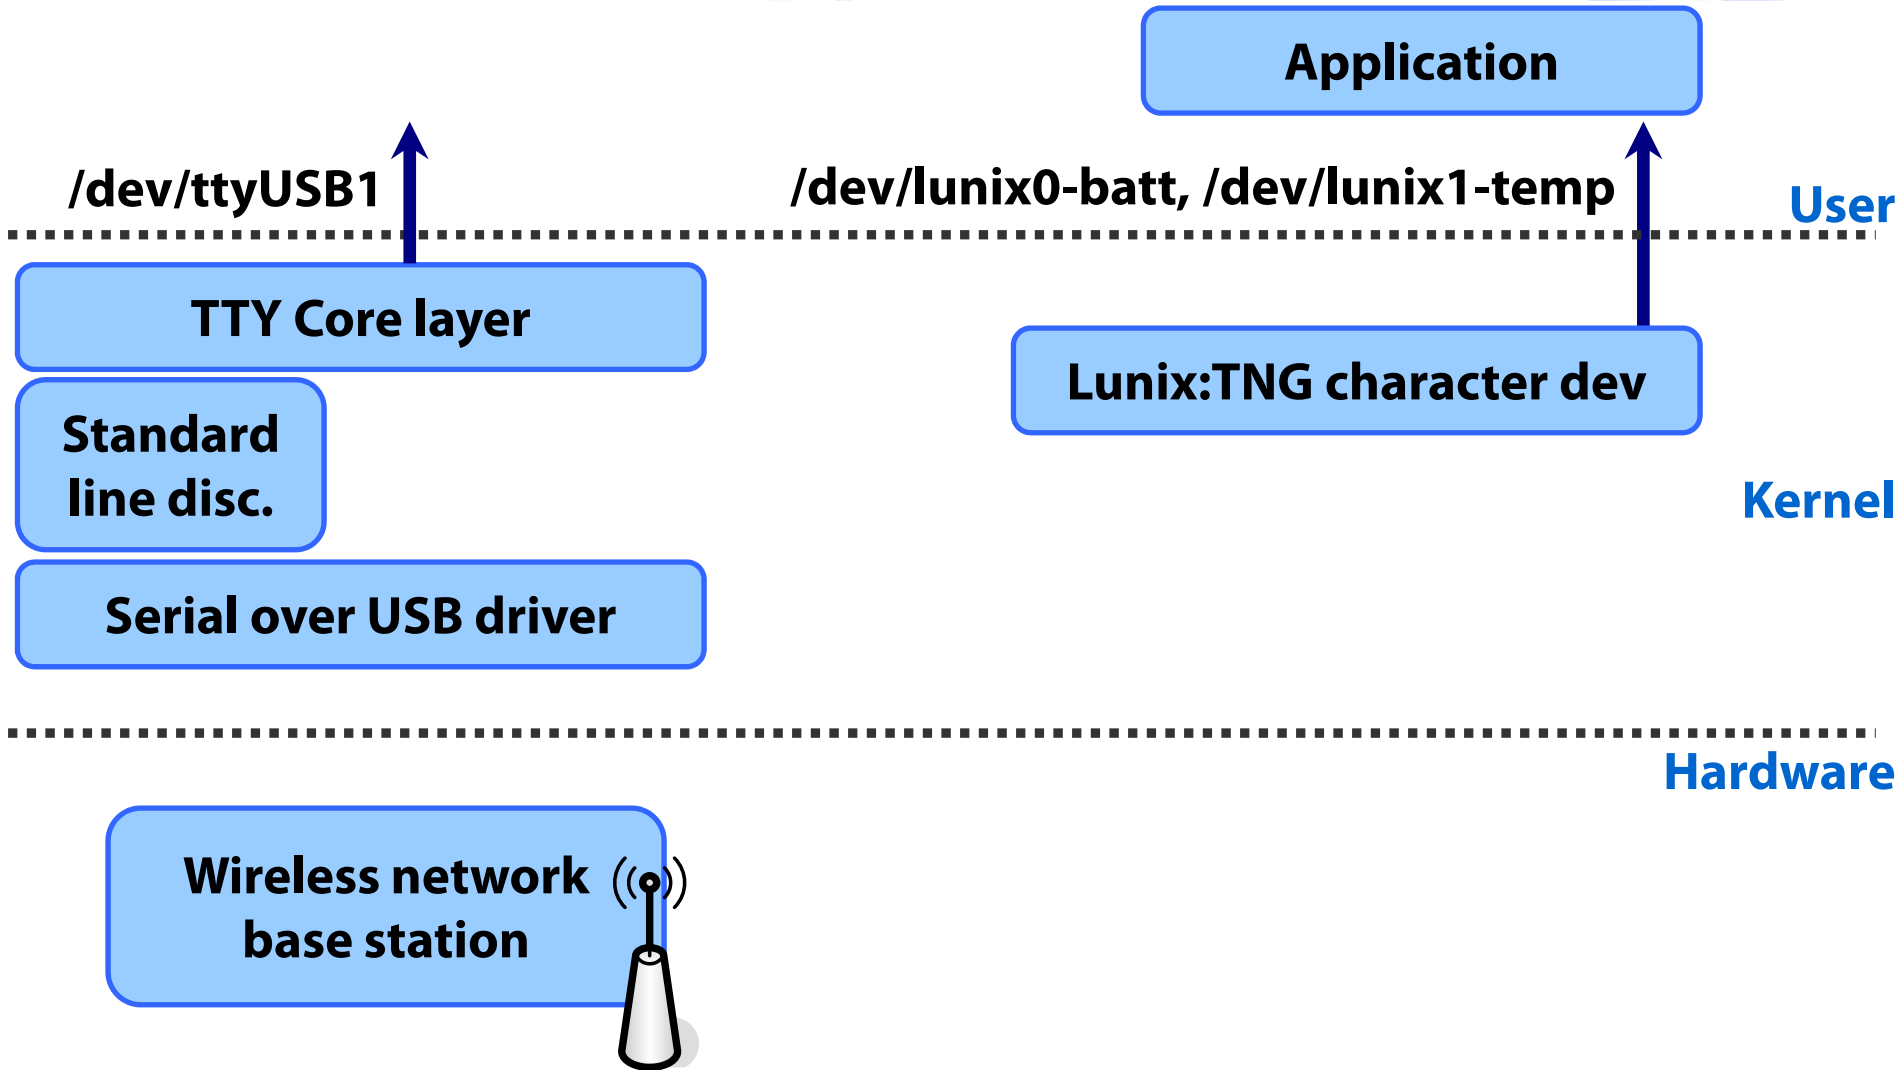 Application
/dev/ttyUSB1
/dev/lunix0-batt, /dev/lunix1-temp
User
TTY Core layer
Lunix:TNG character dev
Standard
line disc.
Kernel
Serial over USB driver
Hardware
Wireless network
base station